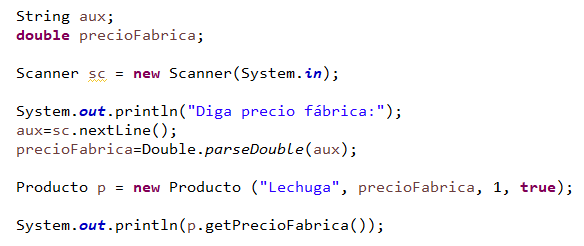 String aux;
double precioFabrica;
Scanner sc = new Scanner(System.in);
System.out.println("Diga precio fábrica:");
aux=sc.nextLine();
precioFabrica=Double.parseDouble(aux);
Producto p = new Producto ("Lechuga", precioFabrica, 1, true);
System.out.println(p.getPrecioFabrica());